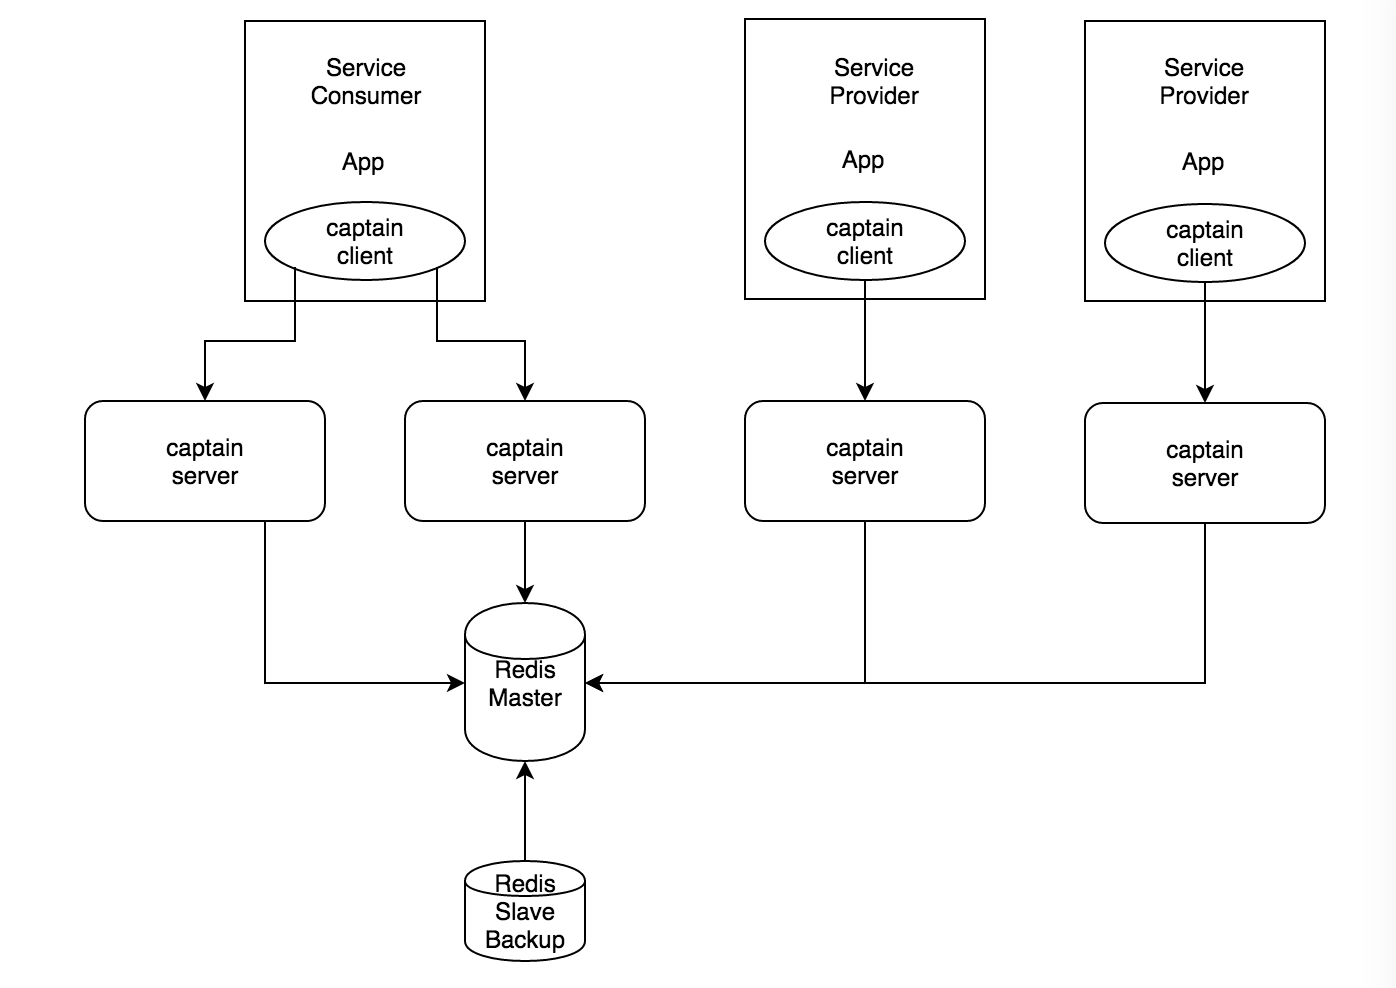 Service
Consumer
App
captain
client
Service
Provider
App
captain
client
Service
Provider
App
captain
client
captain
server
captain
server
captain
server
captain
server
Redis
Master
Redis
Slave
Backup